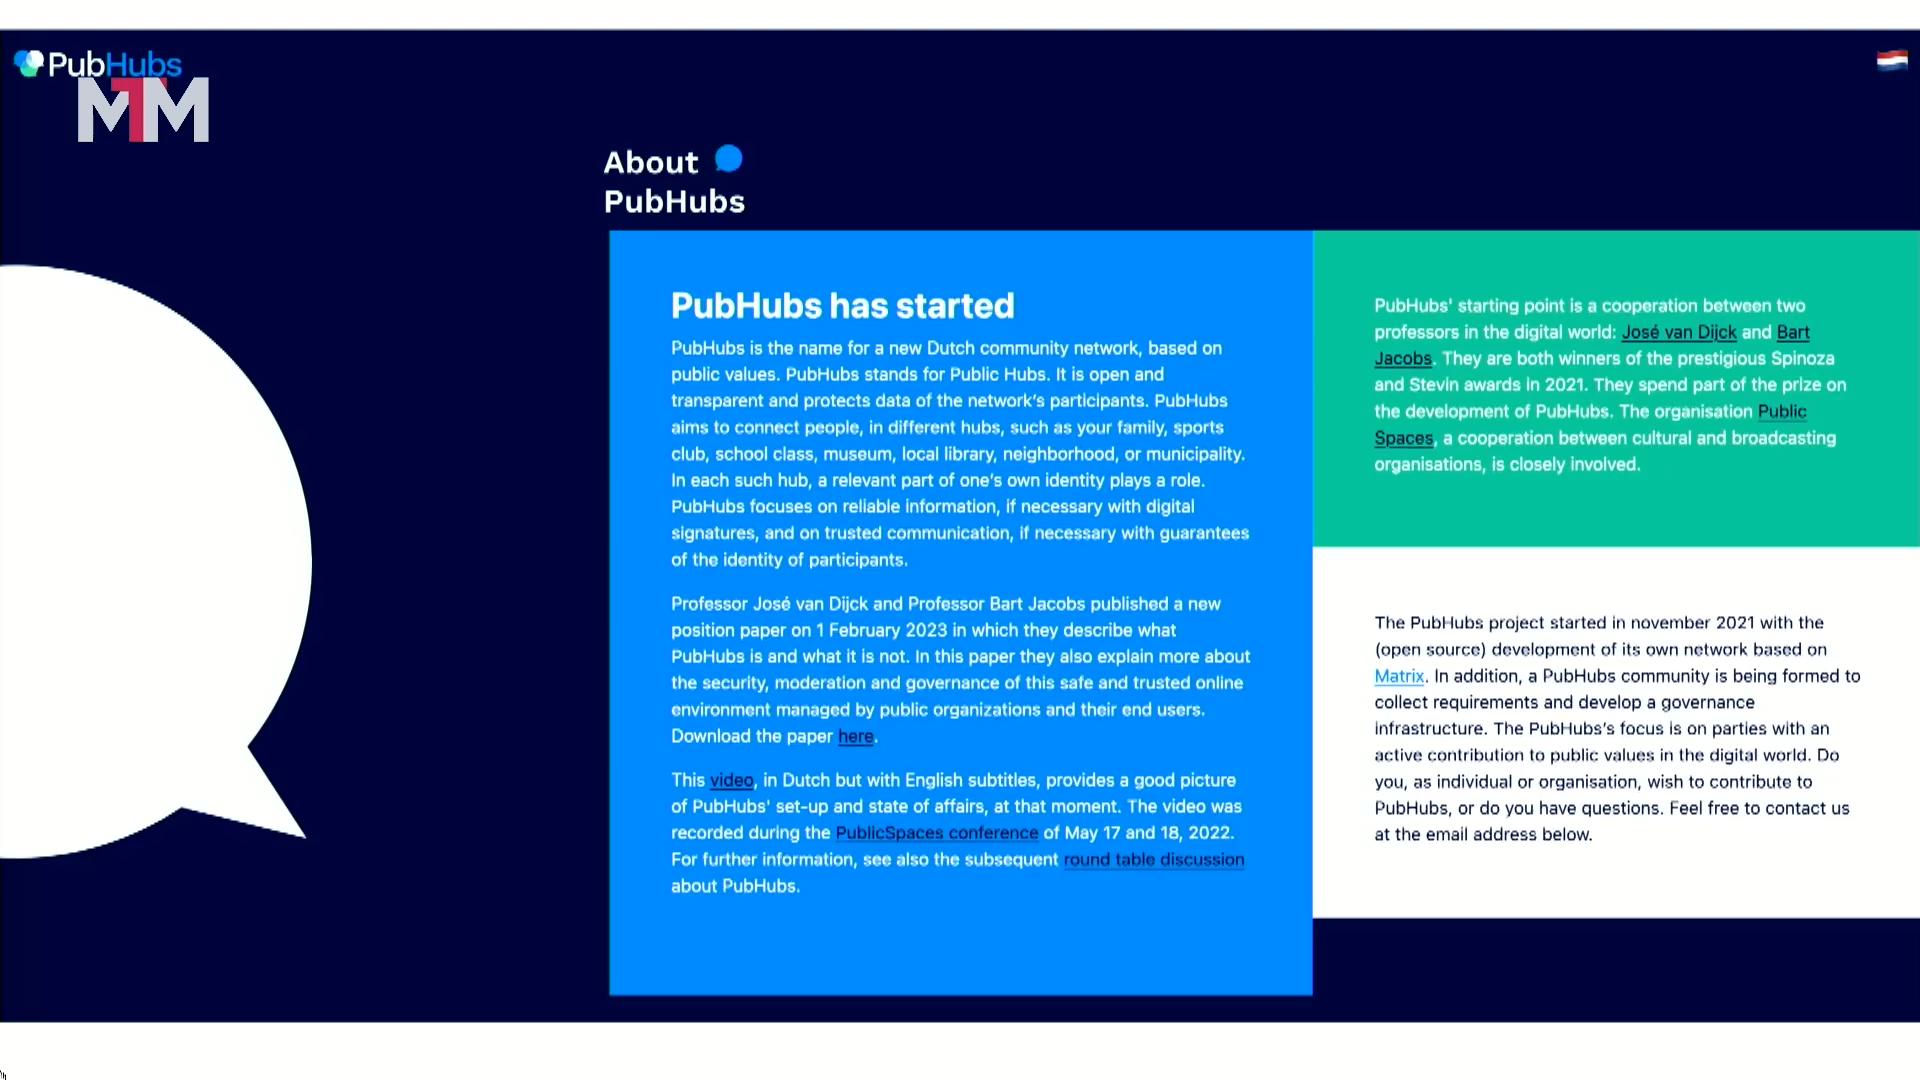 PubHubs
MTM
About
PubHubs
PubHubs has started
PubHubs is the name for a new Dutch community network, based on
public values. PubHubs stands for Public Hubs. It is open and
transparent and protects data of the network's participants. PubHubs
aims to connect people, in different hubs, such as your family, sports
club, school class, museum, local library, neighborhood, or municipality.
In each such hub, a relevant part of one's own identity plays a role.
PubHubs focuses on reliable information, if necessary with digital
signatures, and on trusted communication, if necessary with guarantees
of the identity of participants.
Professor José van Dijck and Professor Bart Jacobs published a new
position paper on 1 February 2023 in which they describe what
PubHubs is and what it is not. In this paper they also explain more about
the security, moderation and governance of this safe and trusted online
environment managed by public organizations and their end users.
Download the paper here.
This video, in Dutch but with English subtitles, provides a good picture
of PubHubs' set-up and state of affairs, at that moment. The video was
recorded during the PublicSpaces conference of May 17 and 18, 2022.
For further information, see also the subsequent round table discussion
about PubHubs.
PubHubs' starting point is a cooperation between two
professors in the digital world: José van Dijck and Bart
Jacobs. They are both winners of the prestigious Spinoza
and Stevin awards in 2021. They spend part of the prize on
the development of PubHubs. The organisation Public
Spaces, a cooperation between cultural and broadcasting
organisations, is closely involved.
The PubHubs project started in november 2021 with the
(open source) development of its own network based on
Matrix. In addition, a PubHubs community is being formed to
collect requirements and develop a governance
infrastructure. The PubHubs's focus is on parties with an
active contribution to public values in the digital world. Do
you, as individual or organisation, wish to contribute to
PubHubs, or do you have questions. Feel free to contact us
at the email address below.